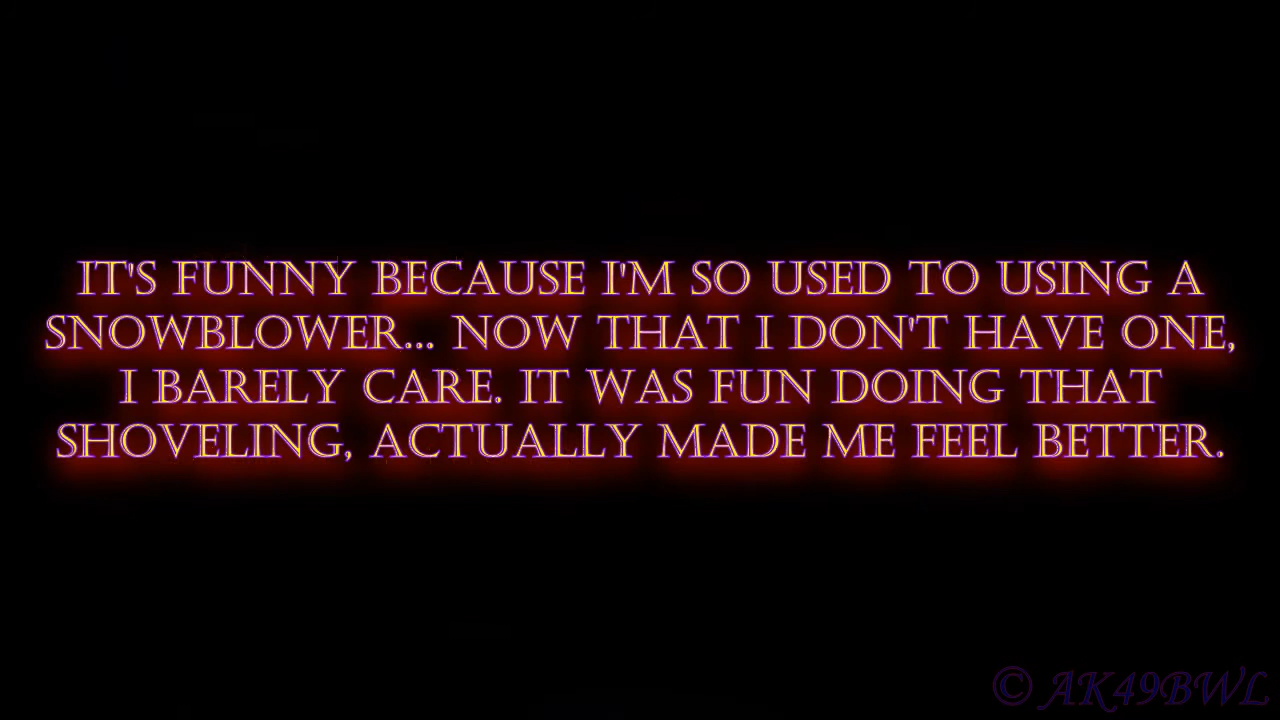 IT'S FUNNY BECAUSE I'M SO USED TO USING A
SNOWBLOWER... NOW THAT I DON'T HAVE ONE,
I BARELY CARE. IT WAS FUN DOING THAT
SHOVELING, ACTUALLY MADE ME FEEL BETTER.
© AK49BWL